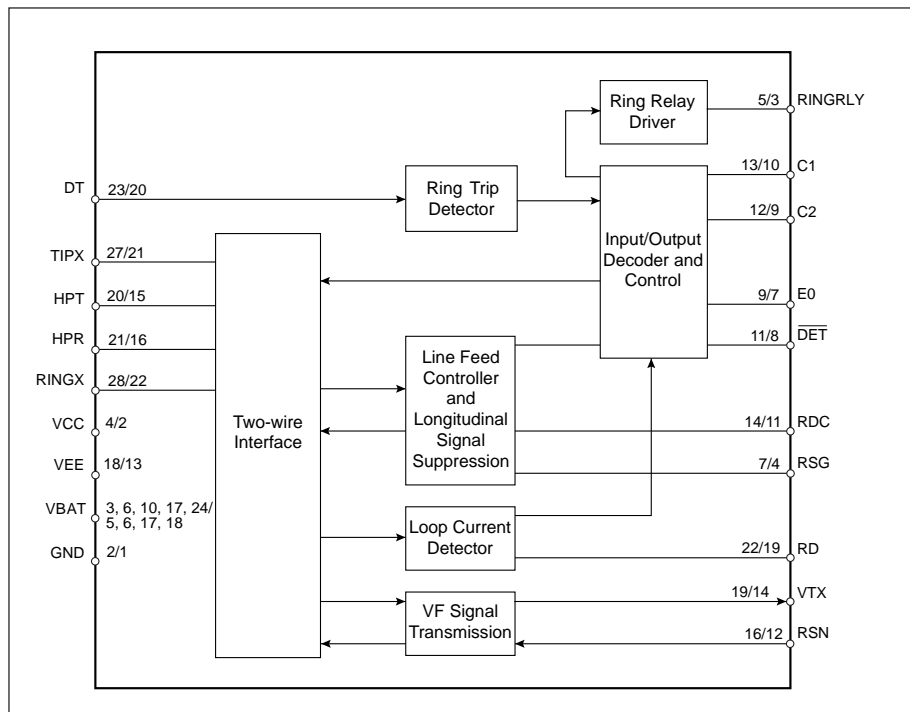 Ring Relay
Driver
5/3
RINGRLY
13/10
C1
DT
23/20
Ring Trip
Detector
12/9
C2
TIPX
27/21
Input/Output
Decoder and
Control
HPT
20/15
9/7
E0
HPR
21/16
11/8
DET
RINGX
28/22
Line Feed
Controller
and
Longitudinal
Signal
Suppression
VCC
4/2
Two-wire
Interface
14/11
RDC
VEE
18/13
7/4
RSG
VBAT
3, 6, 10, 17, 24/
5, 6, 17, 18
Loop Current
Detector
GND
2/1
22/19
RD
19/14
VTX
VF Signal
Transmission
16/12
RSN